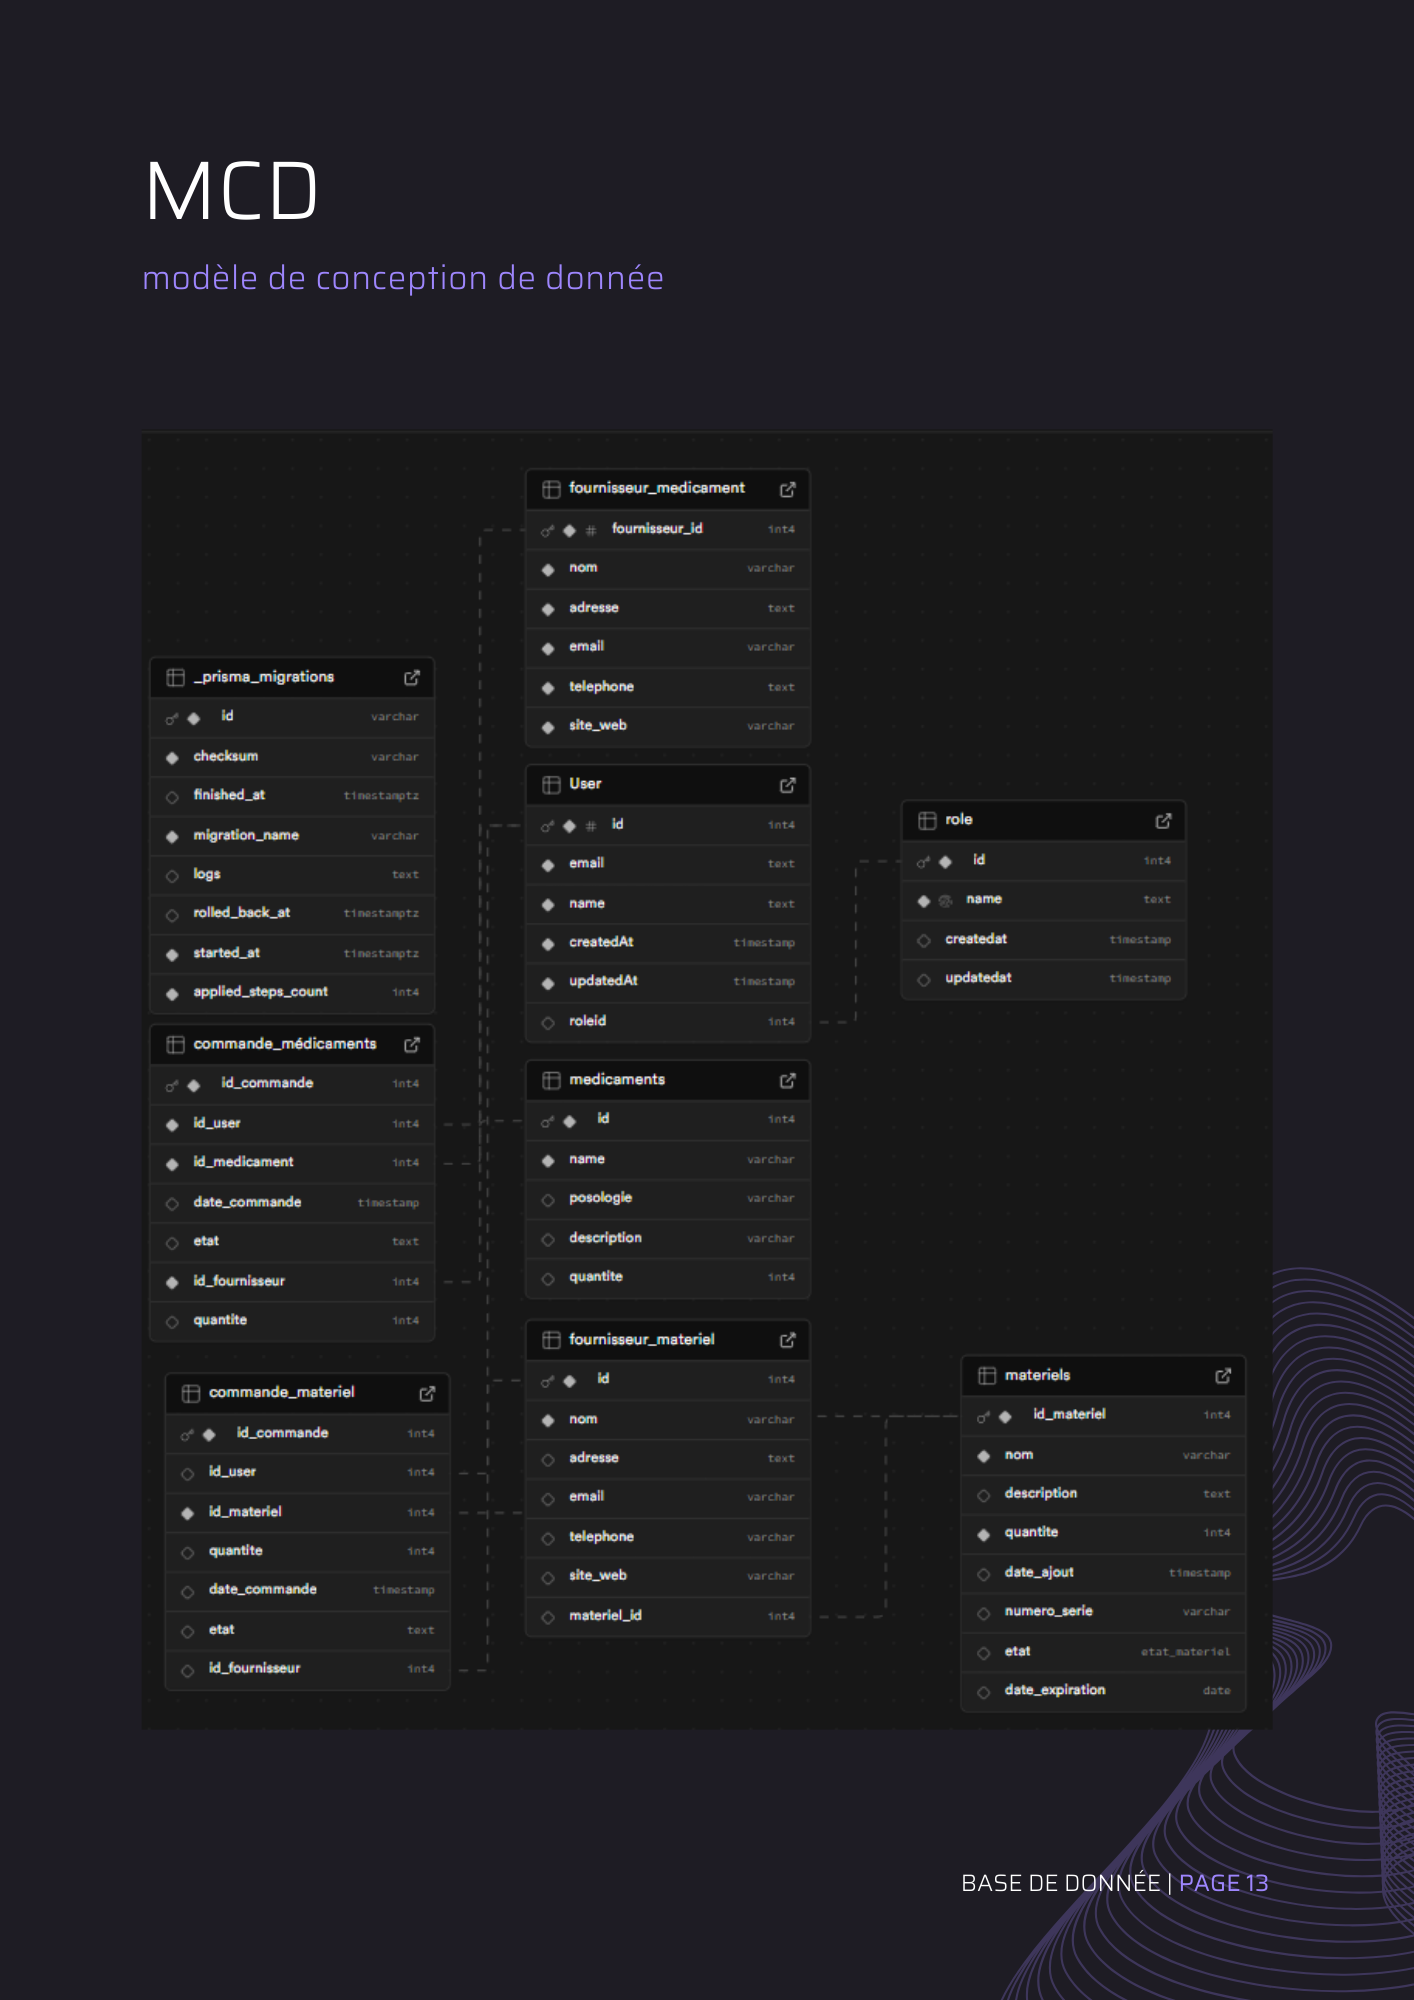 MCD
modèle de conception de donnée
fournisseur_medicament
# fournisseur_id int4
nom varchar
adresse text
email varchar
telephone text
site_web varchar
_prisma_migrations
id varchar
checksum varchar
finished_at timestamptz
migration_name varchar
logs text
rolled_back_at timestamptz
started_at timestamptz
applied_steps_count int4
User
# id int4
email text
name text
createdAt timestamp
updatedAt timestamp
roleid int4
role
id int4
name text
createdat timestamp
updatedat timestamp
commande_médicaments
id_commande int4
id_user int4
id_medicament int4
date_commande timestamp
etat text
id_fournisseur int4
quantite int4
medicaments
id int4
name varchar
posologie varchar
description varchar
quantite int4
commande_materiel
id_commande int4
id_user int4
id_materiel int4
quantite int4
date_commande timestamp
etat text
id_fournisseur int4
fournisseur_materiel
id int4
nom varchar
adresse text
email varchar
telephone varchar
site_web varchar
materiel_id int4
materiels
id_materiel int4
nom varchar
description text
quantite int4
date_ajout timestamp
numero_serie varchar
etat etat_materiel
date_expiration date
BASE DE DONNÉE | PAGE 13